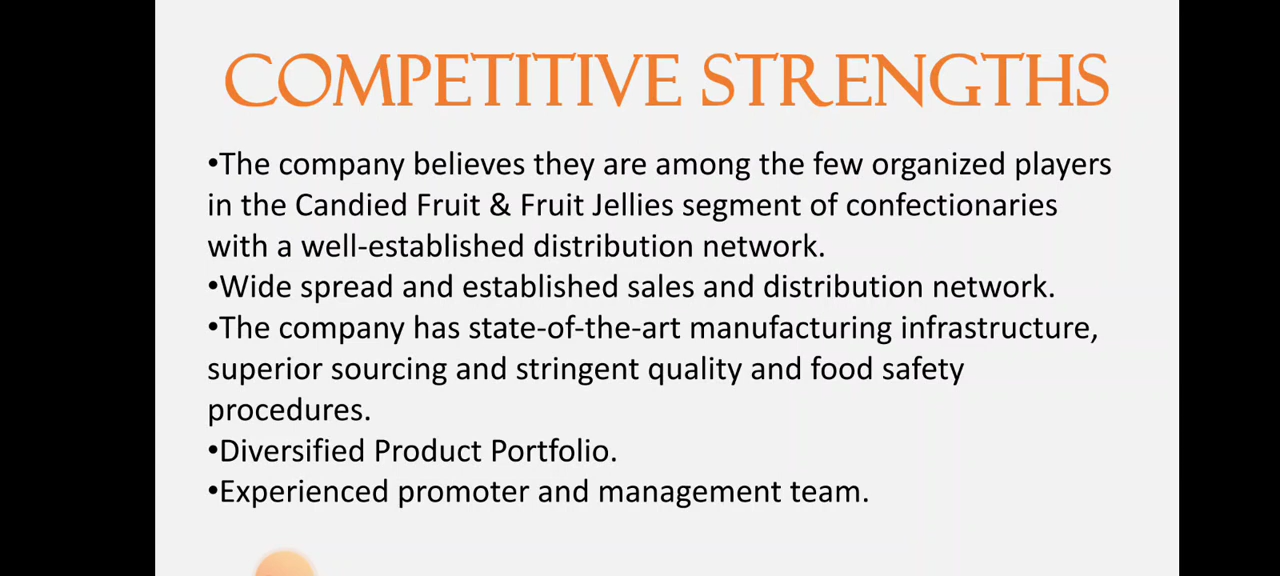 COMPETITIVE STRENGTHS
•The company believes they are among the few organized players
in the Candied Fruit & Fruit Jellies segment of confectionaries
with a well-established distribution network.
•Wide spread and established sales and distribution network.
•The company has state-of-the-art manufacturing infrastructure,
superior sourcing and stringent quality and food safety
procedures.
•Diversified Product Portfolio.
•Experienced promoter and management team.